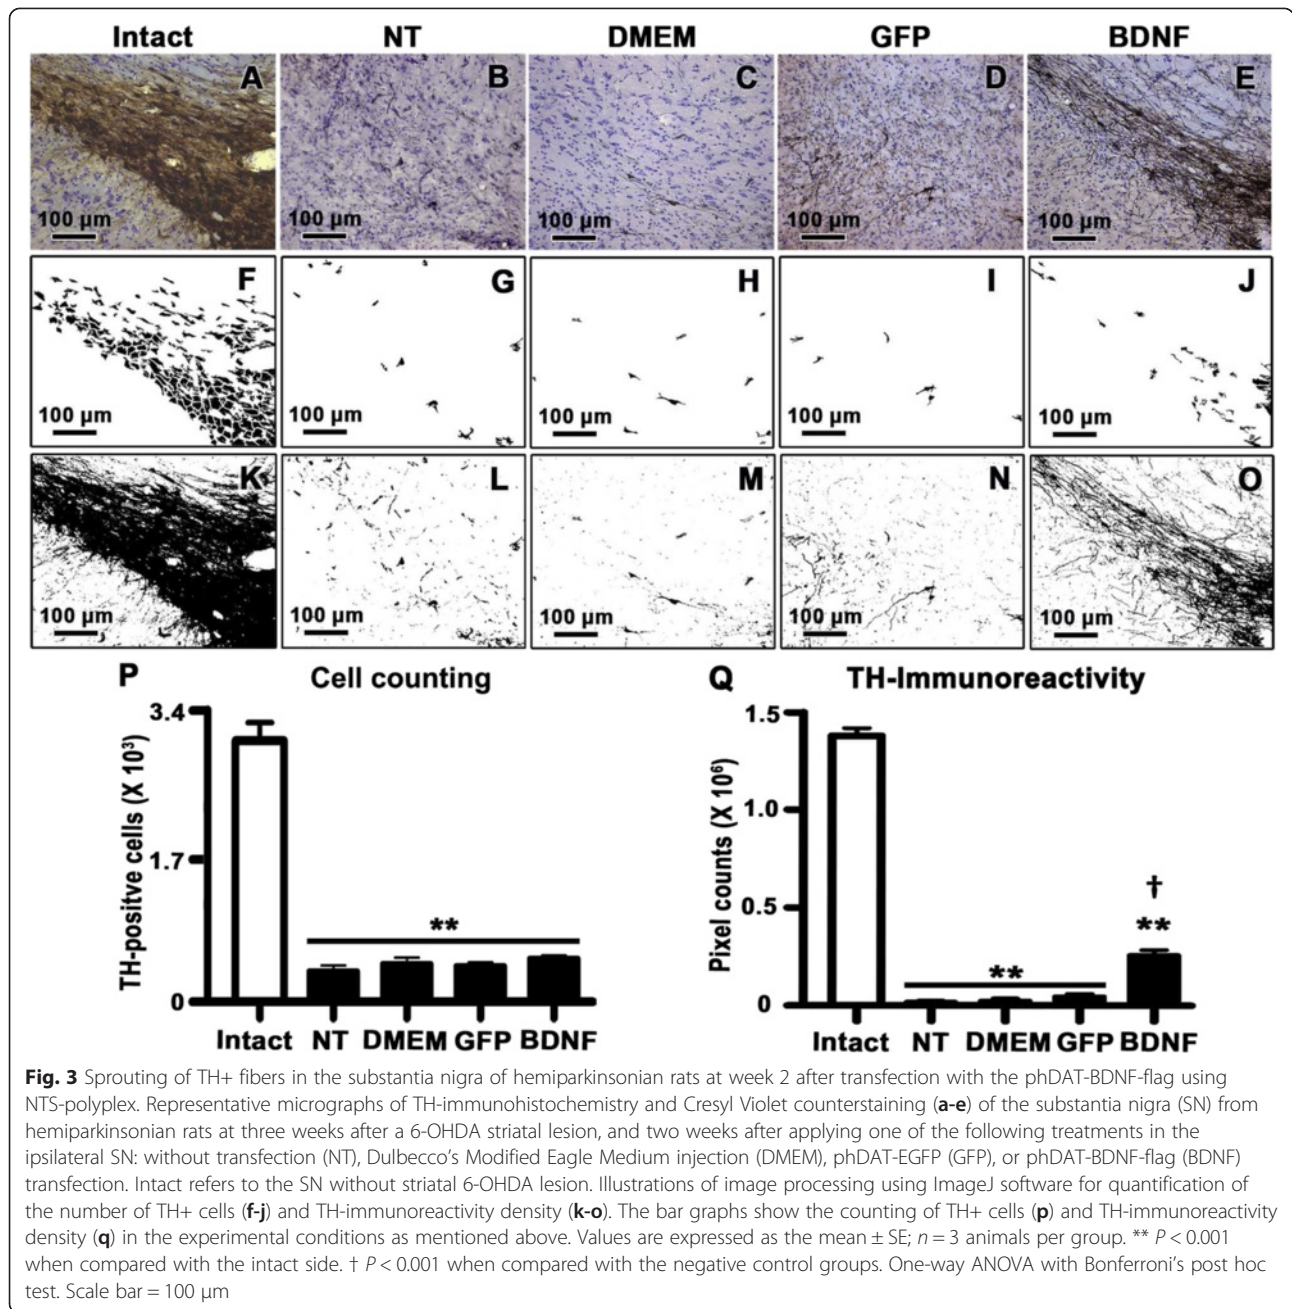 Intact NT DMEM GFP BDNF
A B C D E
100 µm 100 µm 100 µm 100 µm 100 µm
F G H I J
100 µm 100 µm 100 µm 100 µm 100 µm
K L M N O
100 µm 100 µm 100 µm 100 µm 100 µm
P Cell counting
TH-positve cells (X 10³)
3.4
1.7
0
**
Intact NT DMEM GFP BDNF
Q TH-Immunoreactivity
Pixel counts (X 10⁶)
1.5
1.0
0.5
0
**
†
**
Intact NT DMEM GFP BDNF
Fig. 3 Sprouting of TH+ fibers in the substantia nigra of hemiparkinsonian rats at week 2 after transfection with the phDAT-BDNF-flag using
NTS-polyplex. Representative micrographs of TH-immunohistochemistry and Cresyl Violet counterstaining (a-e) of the substantia nigra (SN) from
hemiparkinsonian rats at three weeks after a 6-OHDA striatal lesion, and two weeks after applying one of the following treatments in the
ipsilateral SN: without transfection (NT), Dulbecco’s Modified Eagle Medium injection (DMEM), phDAT-EGFP (GFP), or phDAT-BDNF-flag (BDNF)
transfection. Intact refers to the SN without striatal 6-OHDA lesion. Illustrations of image processing using ImageJ software for quantification of
the number of TH+ cells (f-j) and TH-immunoreactivity density (k-o). The bar graphs show the counting of TH+ cells (p) and TH-immunoreactivity
density (q) in the experimental conditions as mentioned above. Values are expressed as the mean ± SE; n = 3 animals per group. ** P < 0.001
when compared with the intact side. † P < 0.001 when compared with the negative control groups. One-way ANOVA with Bonferroni’s post hoc
test. Scale bar = 100 µm